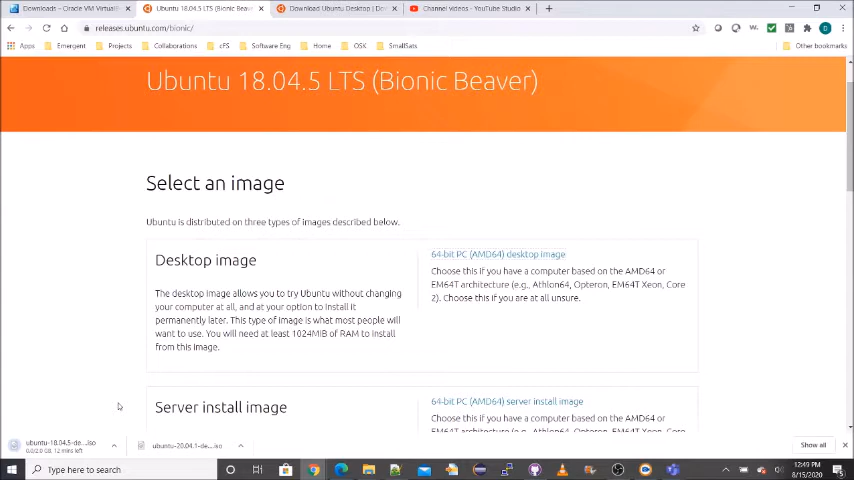 Downloads – Oracle VM VirtualB
Ubuntu 18.04.5 LTS (Bionic Beav
Download Ubuntu Desktop | Do
Channel videos - YouTube Studio
releases.ubuntu.com/bionic/
Apps
Emergent
Projects
Collaborations
cFS
Software Eng
Home
OSK
SmallSats
Other bookmarks
Ubuntu 18.04.5 LTS (Bionic Beaver)
Select an image
Ubuntu is distributed on three types of images described below.
Desktop image
The desktop image allows you to try Ubuntu without changing
your computer at all, and at your option to install it
permanently later. This type of image is what most people will
want to use. You will need at least 1024MiB of RAM to install
from this image.
64-bit PC (AMD64) desktop image
Choose this if you have a computer based on the AMD64 or
EM64T architecture (e.g., Athlon64, Opteron, EM64T Xeon, Core
2). Choose this if you are at all unsure.
Server install image
64-bit PC (AMD64) server install image
Choose this if you have a computer based on the AMD64 or
ubuntu-18.04.5-de....iso
0.0/2.0 GB, 12 mins left
ubuntu-20.04.1-de....iso
Show all
Type here to search
12:49 PM
8/15/2020